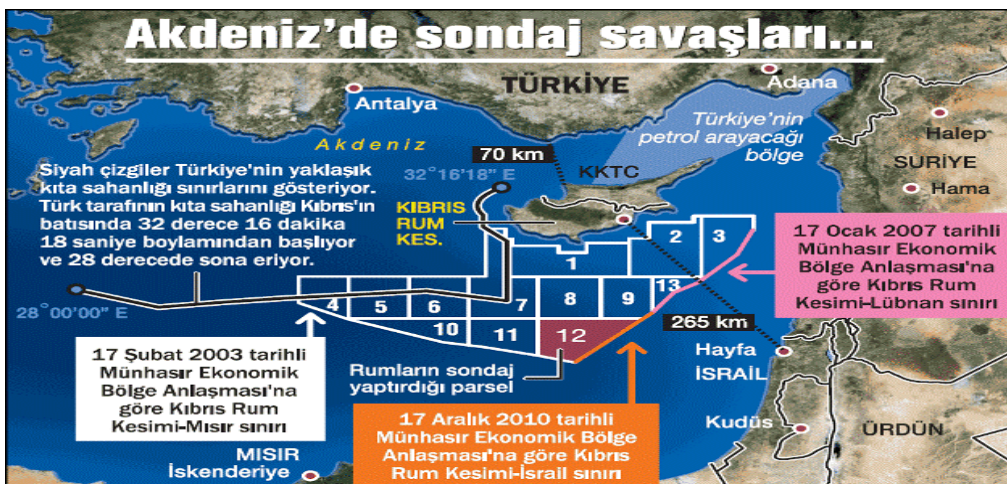 Akdeniz'de sondaj savaşları...
TÜRKİYE
Adana
Antalya
Akdeniz
Türkiye'nin
petrol arayacağı
bölge
Halep
SURİYE
Hama
70 km
KKTC
32°16'18" E
Siyah çizgiler Türkiye'nin yaklaşık
kıta sahanlığı sınırlarını gösteriyor.
Türk tarafının kıta sahanlığı Kıbrıs'ın
batısında 32 derece 16 dakika
18 saniye boylamından başlıyor
ve 28 derecede sona eriyor.
KIBRIS
RUM
KES.
1
2
3
4
5
6
7
8
9
13
10
11
12
28°00'00" E
17 Ocak 2007 tarihli
Münhasır Ekonomik
Bölge Anlaşması'na
göre Kıbrıs Rum
Kesimi-Lübnan sınırı
265 km
Hayfa
İSRAİL
Kudüs
ÜRDÜN
Rumların sondaj
yaptırdığı parsel
17 Şubat 2003 tarihli
Münhasır Ekonomik
Bölge Anlaşması'na
göre Kıbrıs Rum
Kesimi-Mısır sınırı
17 Aralık 2010 tarihli
Münhasır Ekonomik Bölge
Anlaşması'na göre Kıbrıs
Rum Kesimi-İsrail sınırı
MISIR
İskenderiye